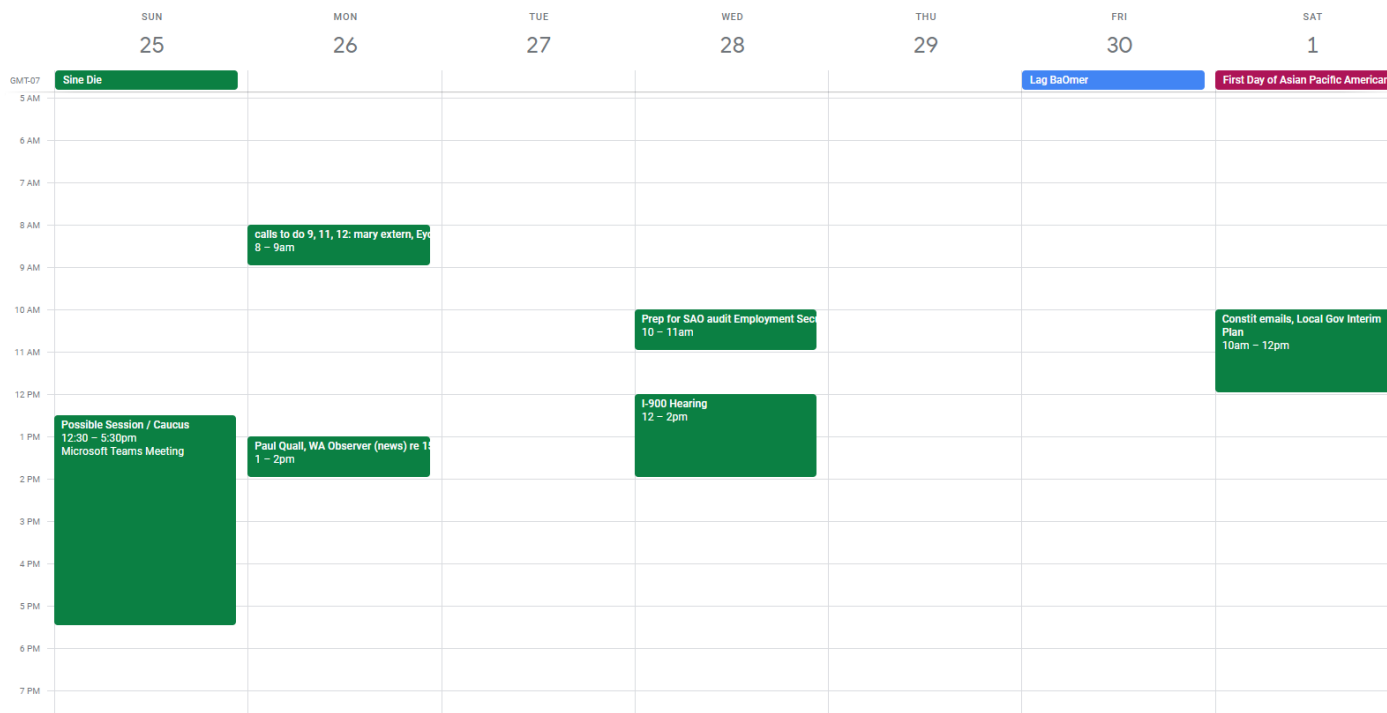 SUN
MON
TUE
WED
THU
FRI
SAT
25
26
27
28
29
30
1
GMT-07
Sine Die
Lag BaOmer
First Day of Asian Pacific American
5 AM
6 AM
7 AM
8 AM
9 AM
10 AM
11 AM
12 PM
1 PM
2 PM
3 PM
4 PM
5 PM
6 PM
7 PM
Possible Session / Caucus
12:30 – 5:30pm
Microsoft Teams Meeting
calls to do 9, 11, 12: mary extern,
8 – 9am
Paul Quall, WA Observer (news) re
1 – 2pm
Prep for SAO audit Employment
10 – 11am
I-900 Hearing
12 – 2pm
Constit emails, Local Gov Interim
Plan
10am – 12pm